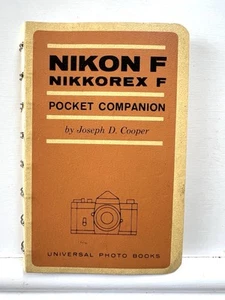 NIKON F
NIKKOREX F
POCKET COMPANION
by Joseph D. Cooper
UNIVERSAL PHOTO BOOKS